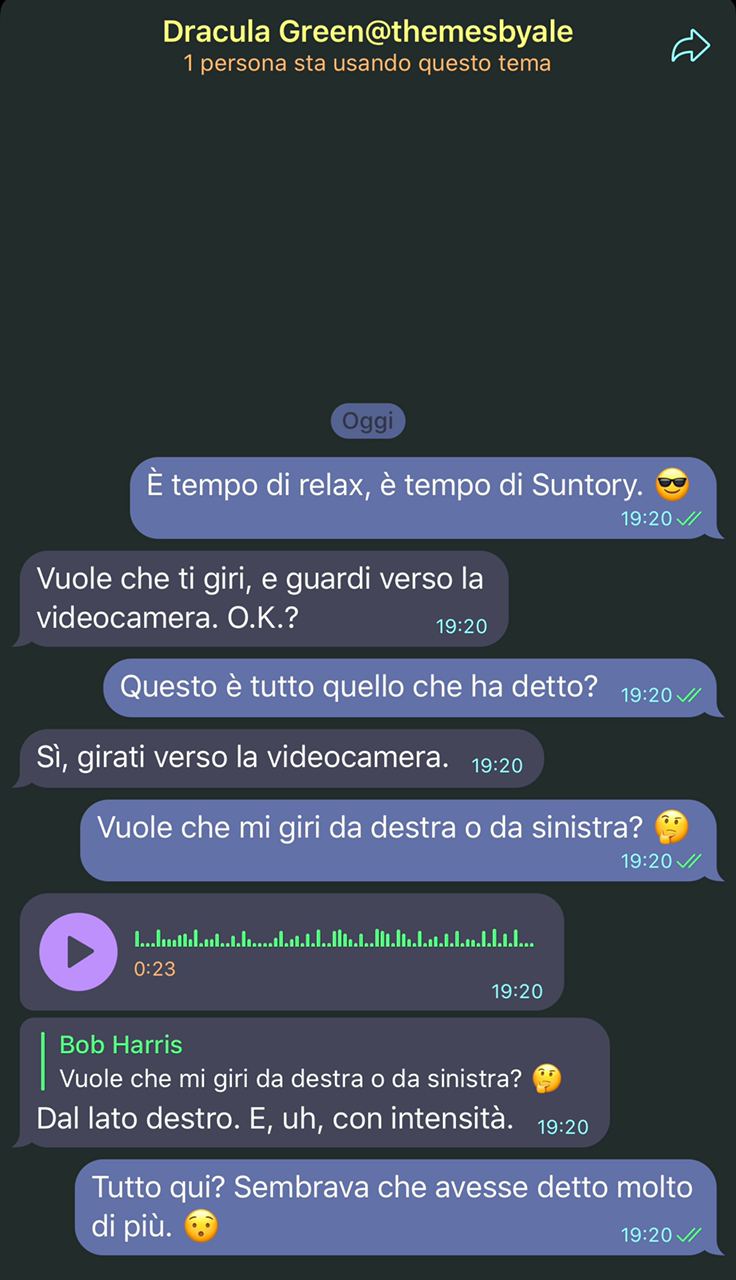 Dracula Green@themesbyale
1 persona sta usando questo tema
Oggi
È tempo di relax, è tempo di Suntory. 😎
19:20
Vuole che ti giri, e guardi verso la
videocamera. O.K.? 19:20
Questo è tutto quello che ha detto? 19:20
Sì, girati verso la videocamera. 19:20
Vuole che mi giri da destra o da sinistra? 🤔
19:20
0:23
19:20
Bob Harris
Vuole che mi giri da destra o da sinistra? 🤔
Dal lato destro. E, uh, con intensità. 19:20
Tutto qui? Sembrava che avesse detto molto
di più. 😯 19:20